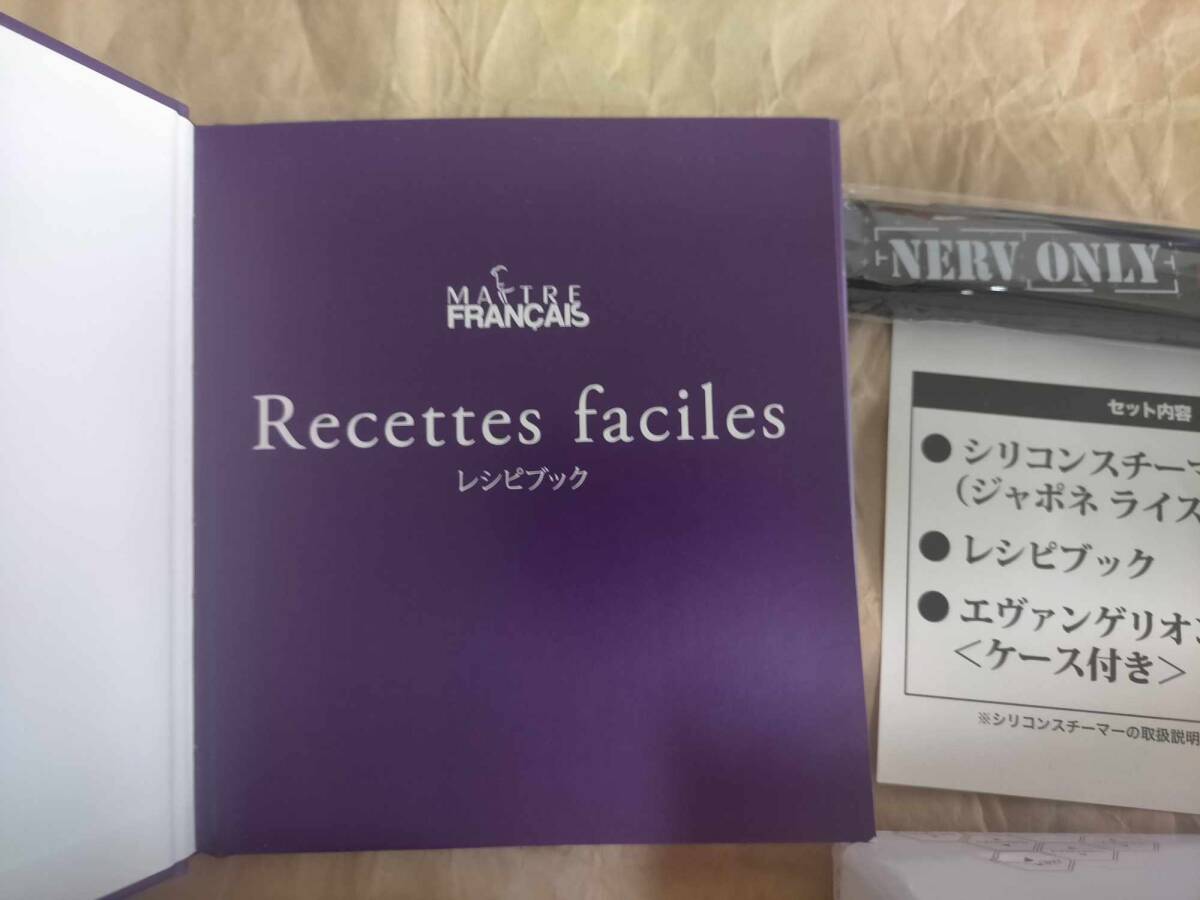 MAÎTRE
FRANÇAIS
Recettes faciles
レシピブック
NERV ONLY
セット内容
● シリコンスチーマ
（ジャポネ ライス
● レシピブック
● エヴァンゲリオン
＜ケース付き＞
※シリコンスチーマーの取扱説明